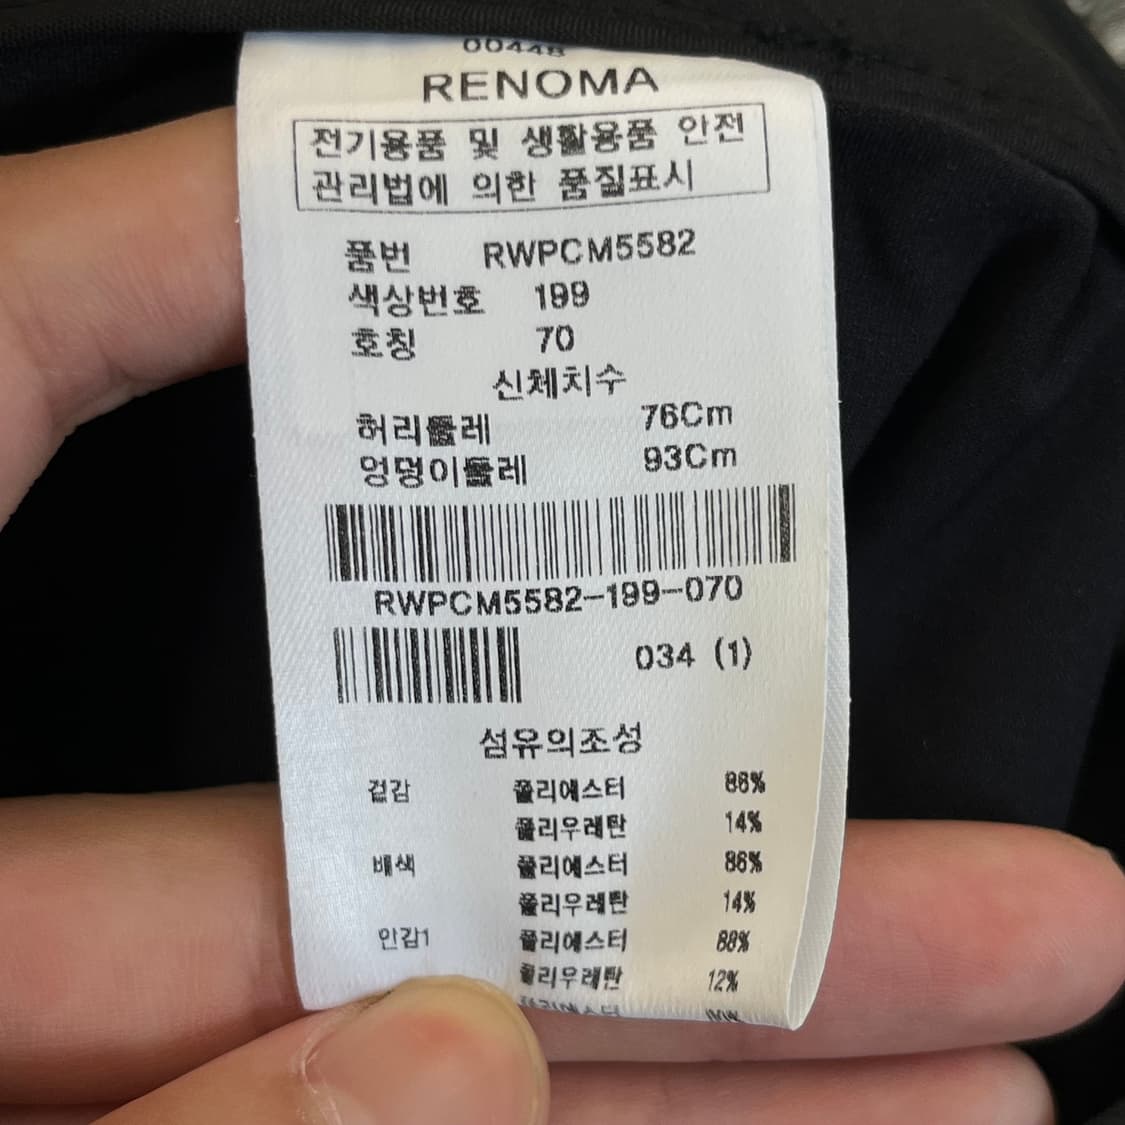 00448
RENOMA
전기용품 및 생활용품 안전
관리법에 의한 품질표시
품번 RWPCM5582
색상번호 199
호칭 70
신체치수
허리둘레 76Cm
엉덩이둘레 93Cm
RWPCM5582-199-070
034 (1)
섬유의조성
겉감 폴리에스터 86%
폴리우레탄 14%
배색 폴리에스터 86%
폴리우레탄 14%
안감1 폴리에스터 88%
폴리우레탄 12%